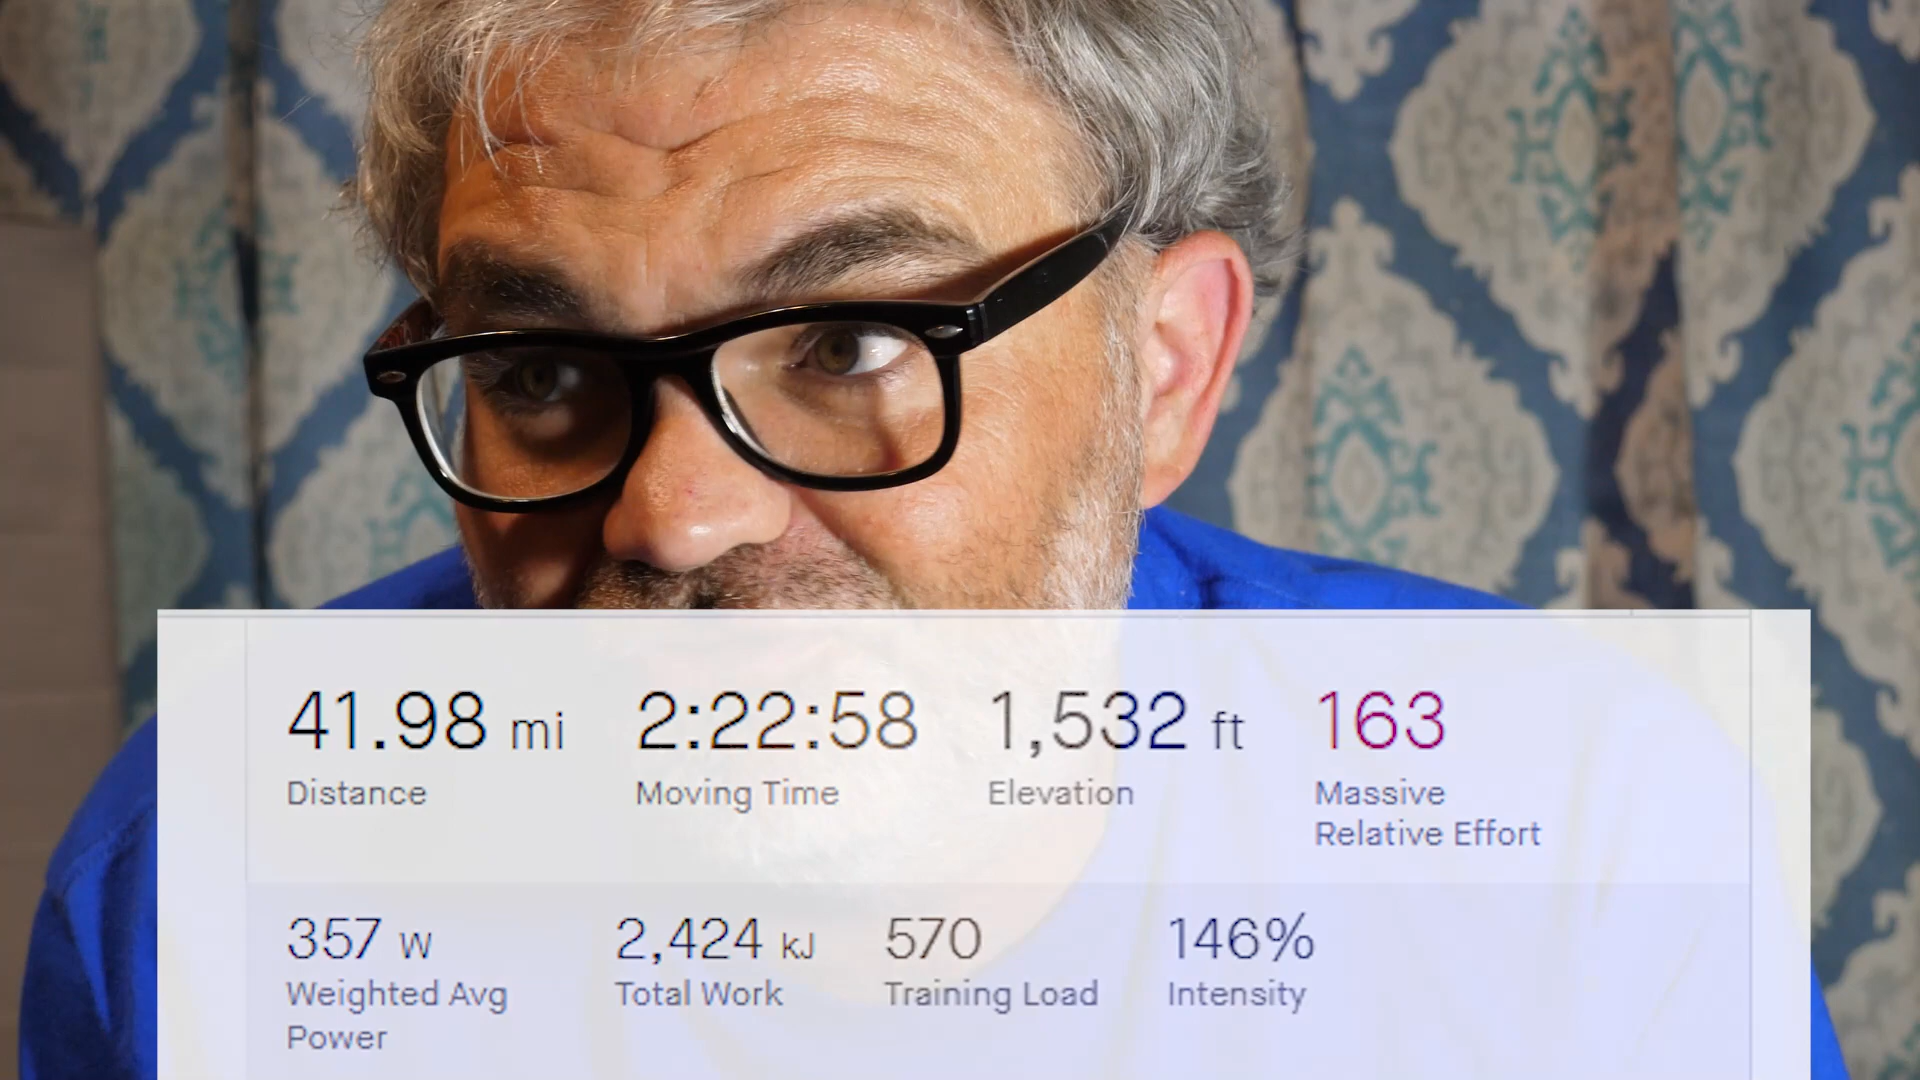 41.98 mi 2:22:58 1,532 ft 163
Distance Moving Time Elevation Massive
Relative Effort
357 W 2,424 kJ 570 146%
Weighted Avg Total Work Training Load Intensity
Power